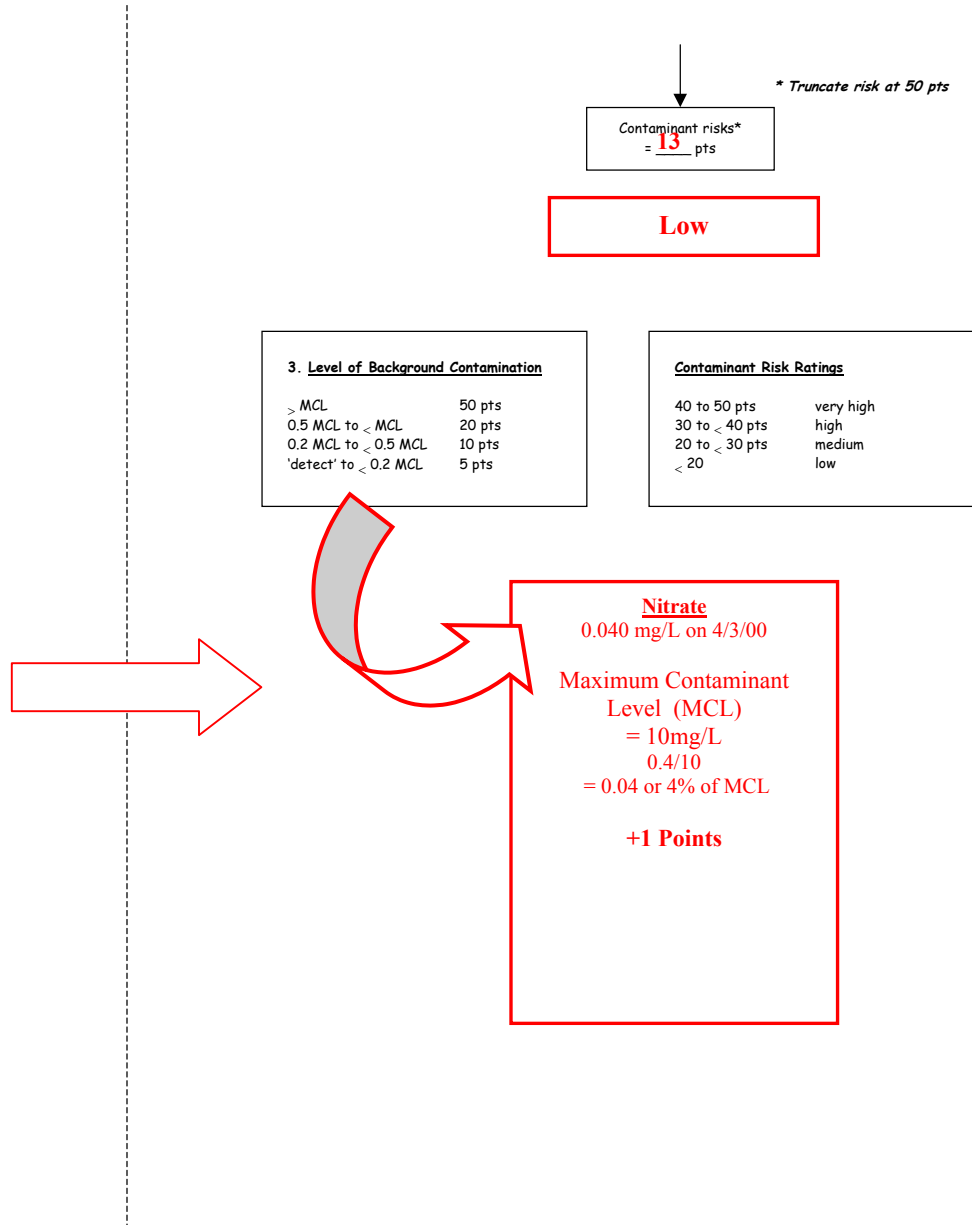 * Truncate risk at 50 pts
Contaminant risks*
= 13 pts
Low
3. Level of Background Contamination
> MCL 50 pts
0.5 MCL to < MCL 20 pts
0.2 MCL to < 0.5 MCL 10 pts
'detect' to < 0.2 MCL 5 pts
Contaminant Risk Ratings
40 to 50 pts very high
30 to < 40 pts high
20 to < 30 pts medium
< 20 low
Nitrate
0.040 mg/L on 4/3/00
Maximum Contaminant
Level (MCL)
= 10mg/L
0.4/10
= 0.04 or 4% of MCL
+1 Points